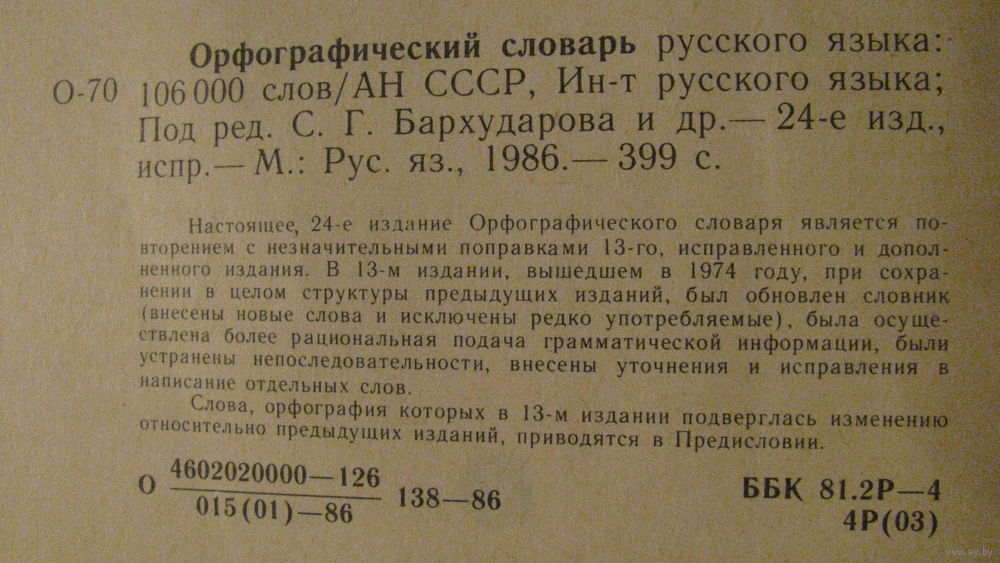 Орфографический словарь русского языка:
О-70 106 000 слов/АН СССР, Ин-т русского языка;
Под ред. С. Г. Бархударова и др.— 24-е изд.,
испр.— М.: Рус. яз., 1986.— 399 с.
Настоящее, 24-е издание Орфографического словаря является по-
вторением с незначительными поправками 13-го, исправленного и допол-
ненного издания. В 13-м издании, вышедшем в 1974 году, при сохра-
нении в целом структуры предыдущих изданий, был обновлен словник
(внесены новые слова и исключены редко употребляемые), была осуще-
ствлена более рациональная подача грамматической информации, были
устранены непоследовательности, внесены уточнения и исправления в
написание отдельных слов.
Слова, орфография которых в 13-м издании подверглась изменению
относительно предыдущих изданий, приводятся в Предисловии.
О 4602020000—126
015(01)—86
138—86
ББК 81.2Р—4
4Р(03)
www.ay.by